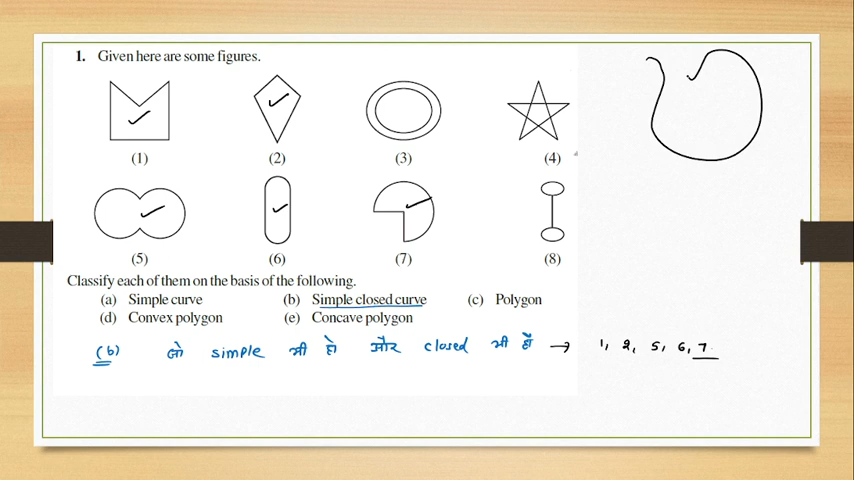 1. Given here are some figures.
(1) (2) (3) (4)
(5) (6) (7) (8)
Classify each of them on the basis of the following.
(a) Simple curve (b) Simple closed curve (c) Polygon
(d) Convex polygon (e) Concave polygon
(b) जो simple भी हो और closed भी हों → 1, 2, 5, 6, 7.